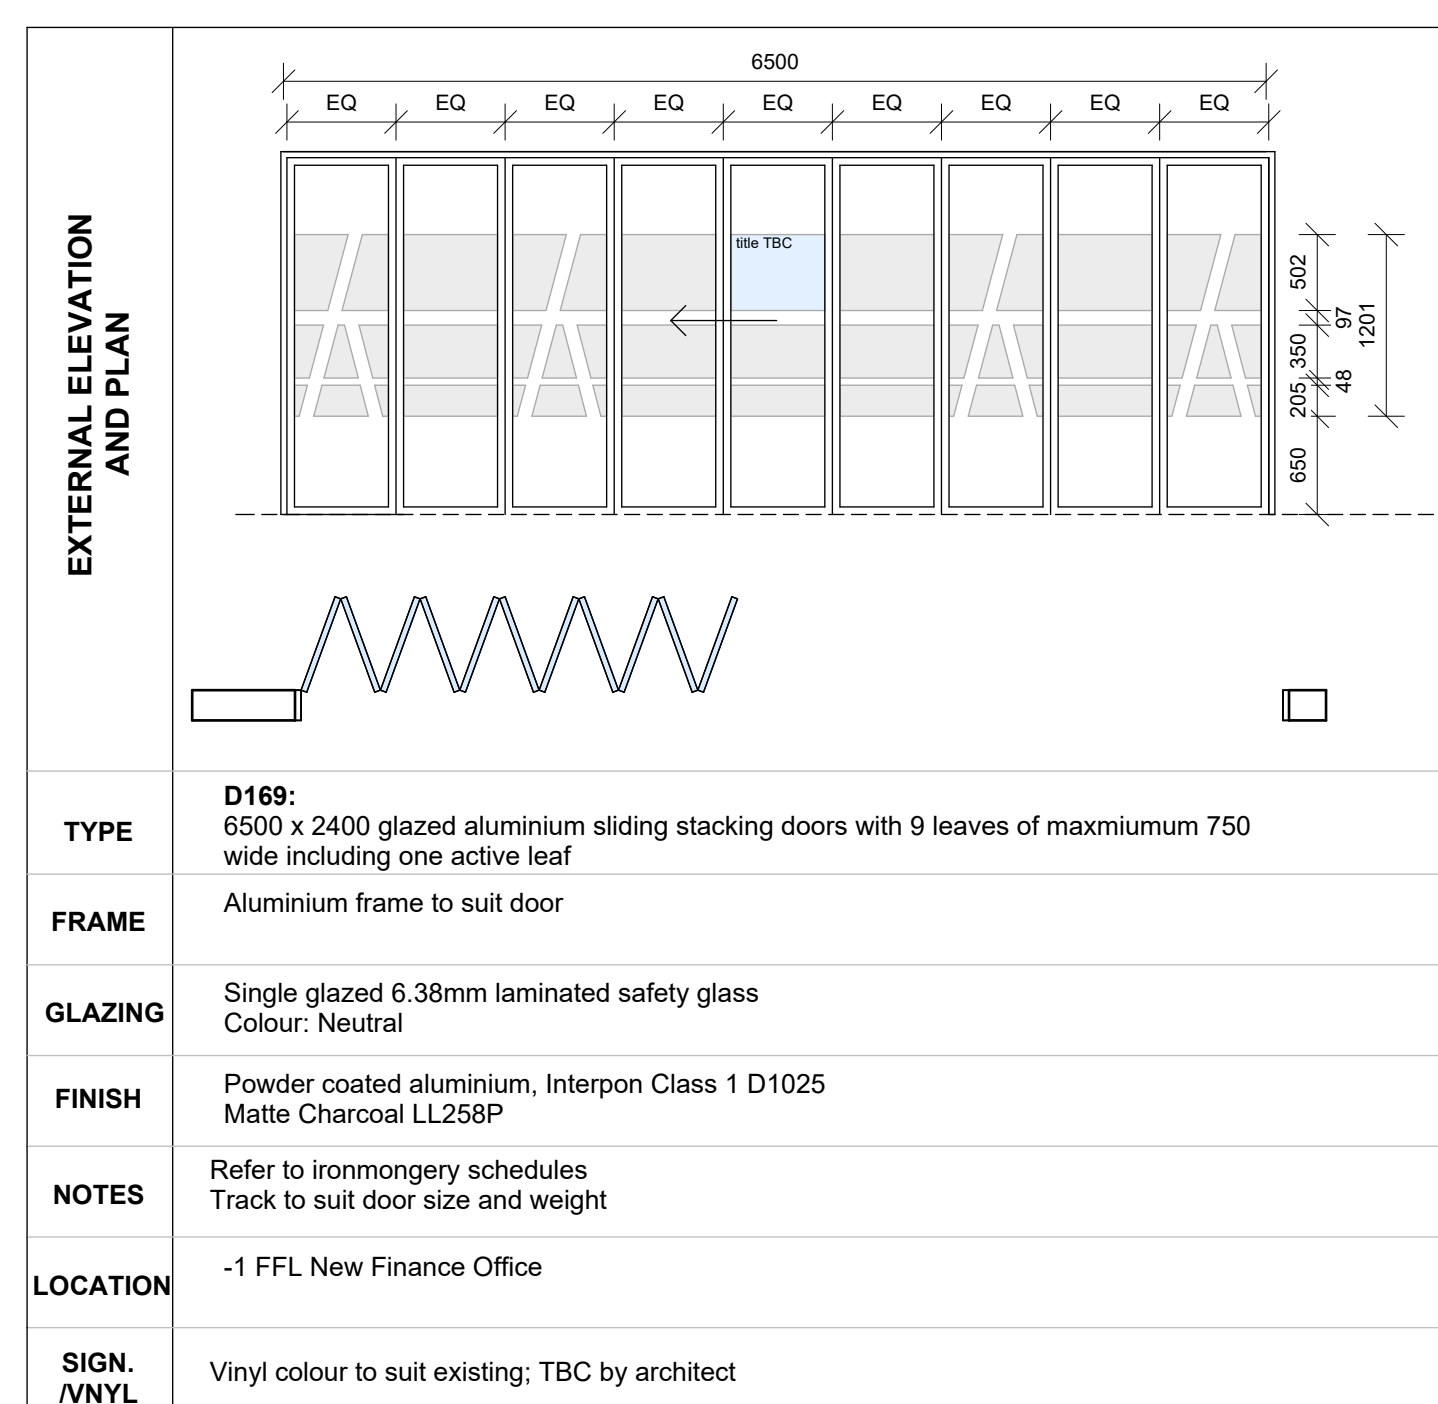 6500
EQ EQ EQ EQ EQ EQ EQ EQ EQ
EXTERNAL ELEVATION
AND PLAN
title TBC
502
97
1201
350
48
205
650
TYPE
D169:
6500 x 2400 glazed aluminium sliding stacking doors with 9 leaves of maxmiumum 750
wide including one active leaf
FRAME
Aluminium frame to suit door
GLAZING
Single glazed 6.38mm laminated safety glass
Colour: Neutral
FINISH
Powder coated aluminium, Interpon Class 1 D1025
Matte Charcoal LL258P
NOTES
Refer to ironmongery schedules
Track to suit door size and weight
LOCATION
-1 FFL New Finance Office
SIGN.
/VNYL
Vinyl colour to suit existing; TBC by architect